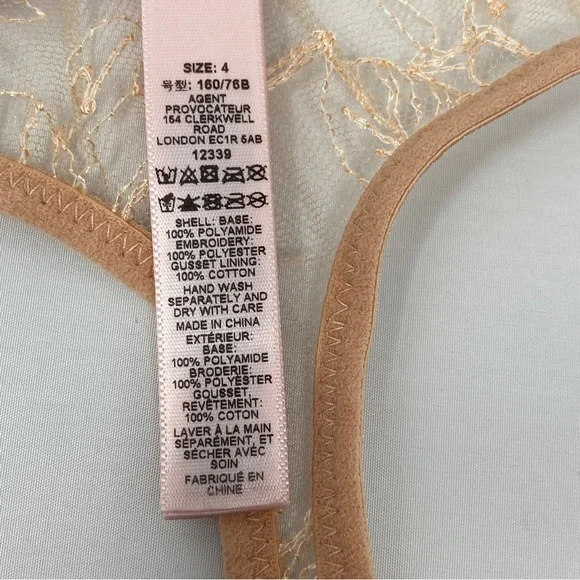 SIZE: 4
号型: 160/76B
AGENT
PROVOCATEUR
154 CLERKWELL
ROAD
LONDON EC1R 5AB
12339
SHELL: BASE:
100% POLYAMIDE
EMBROIDERY:
100% POLYESTER
GUSSET LINING:
100% COTTON
HAND WASH
SEPARATELY AND
DRY WITH CARE
MADE IN CHINA
EXTÉRIEUR:
BASE:
100% POLYAMIDE
BRODERIE:
100% POLYESTER
GOUSSET,
REVÊTEMENT:
100% COTON
LAVER À LA MAIN
SÉPARÉMENT, ET
SÉCHER AVEC
SOIN
FABRIQUÉ EN
CHINE